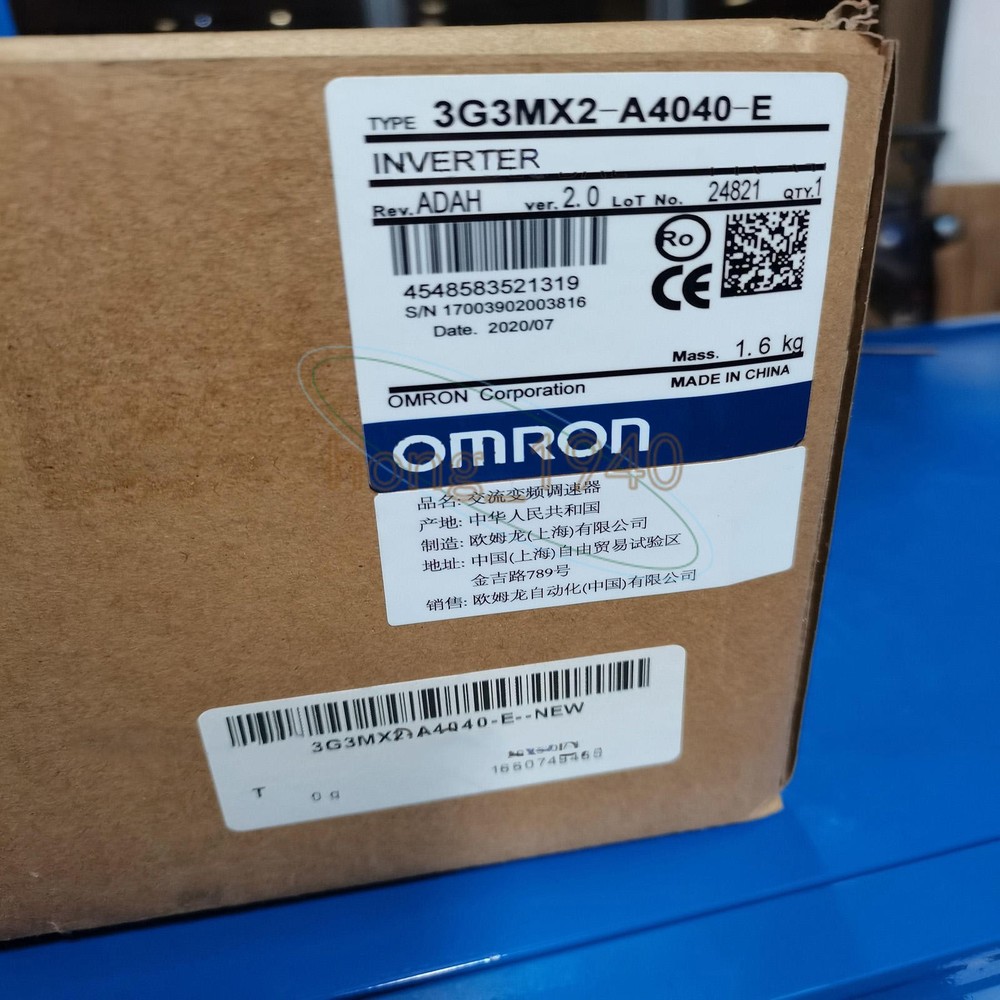 TYPE 3G3MX2-A4040-E
INVERTER
Rev. ADAH ver. 2.0 LoT No. 24821 QTY. 1
Ro
4548583521319
CE
S/N 17003902003816
Date. 2020/07
Mass. 1.6 kg
OMRON Corporation MADE IN CHINA
OMRON
ong_1940
品名: 交流变频调速器
产地: 中华人民共和国
制造: 欧姆龙(上海)有限公司
地址: 中国(上海)自由贸易试验区
金吉路789号
销售: 欧姆龙自动化(中国)有限公司
3G3MX2-A4040-E--NEW
T 0 g